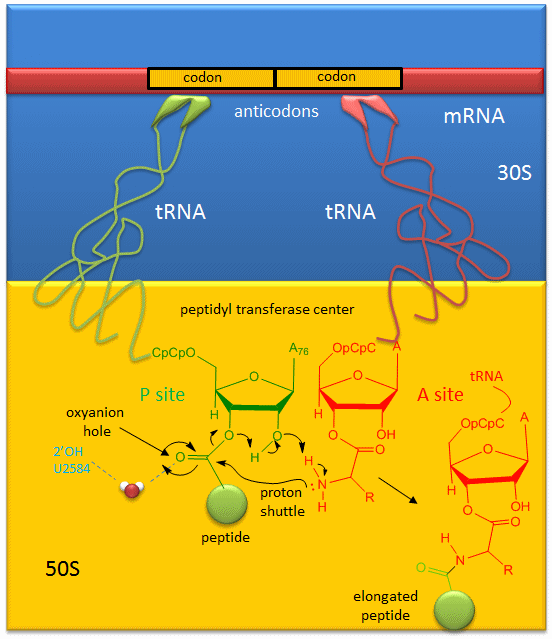 codon
codon
anticodons
mRNA
30S
tRNA
tRNA
peptidyl transferase center
CpCpO
A76
OpCpC
A
P site
A site
tRNA
O
O
H
H
oxyanion
hole
O
O
O
OH
OpCpC
A
2'OH
U2584
O
H
O
H
O
H
N
H
R
proton
shuttle
peptide
H
OH
O
O
H
N
R
O
50S
elongated
peptide